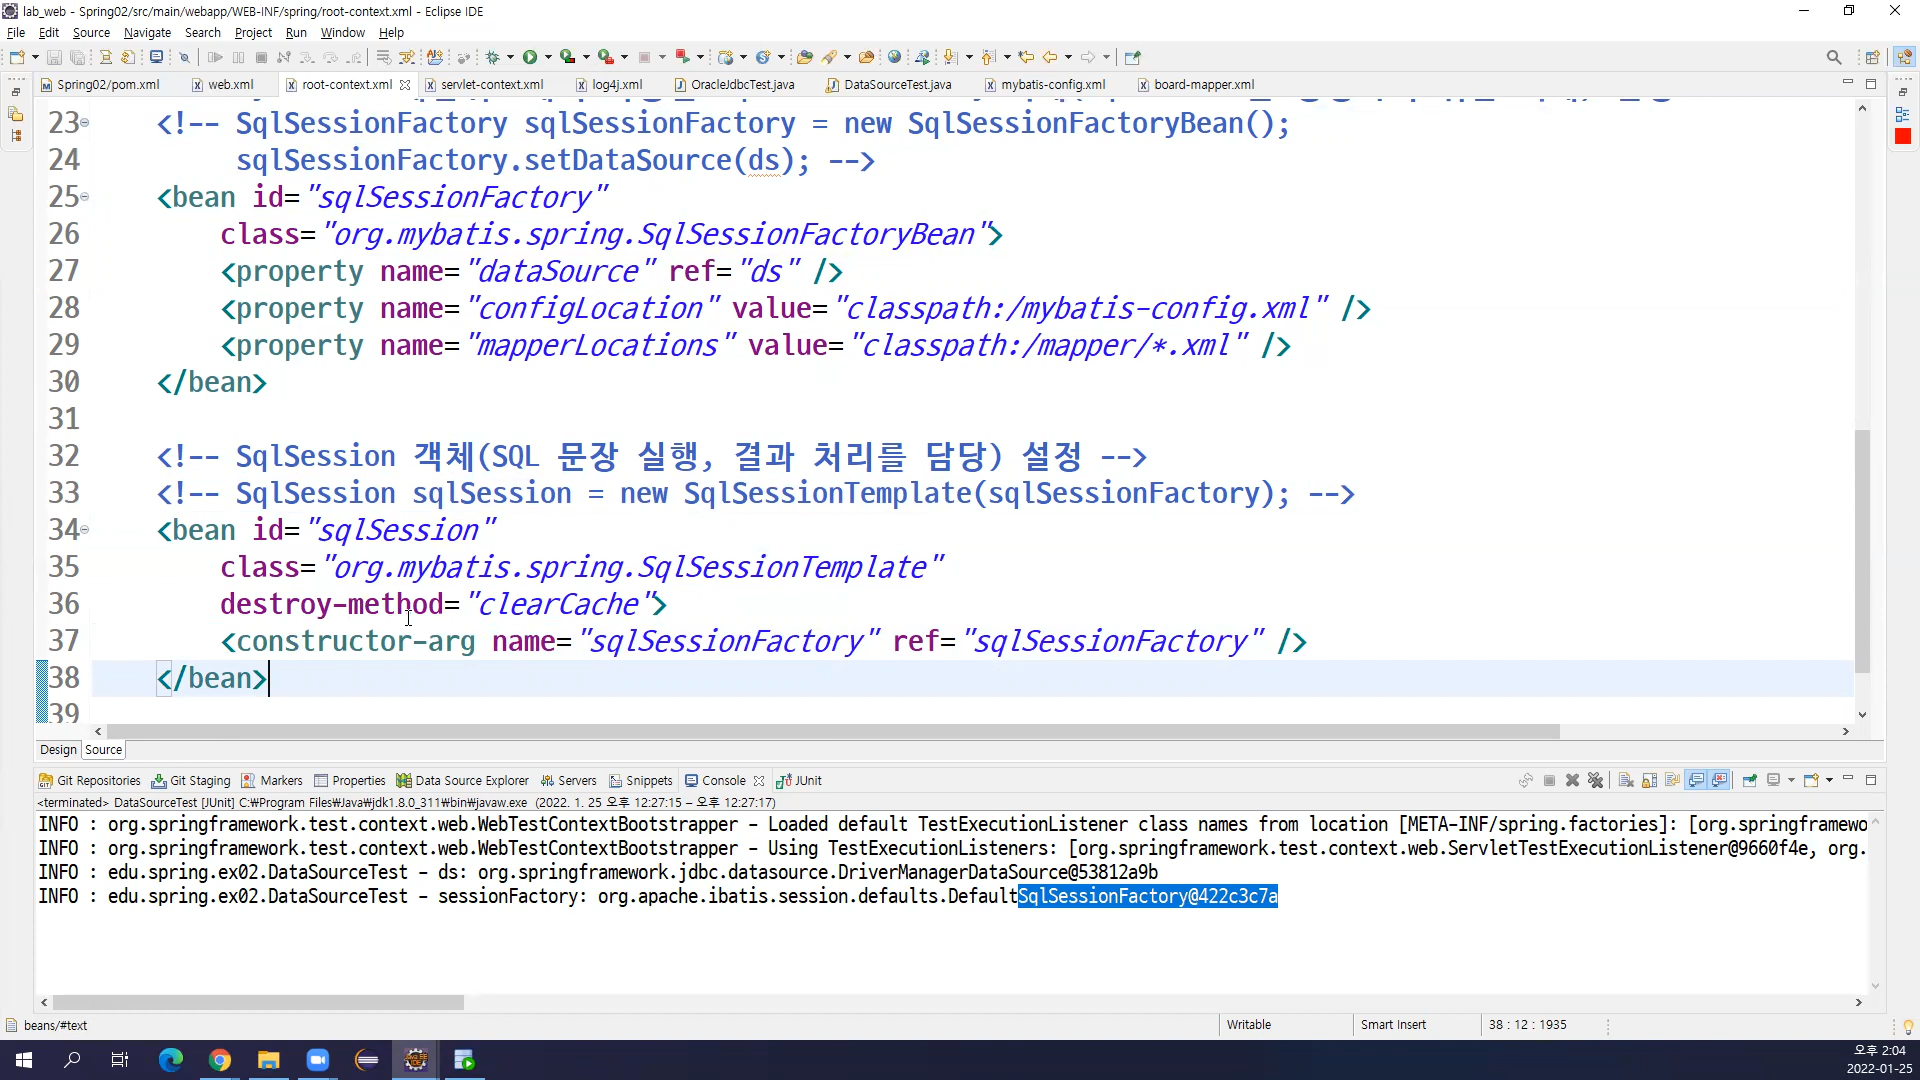 lab_web - Spring02/src/main/webapp/WEB-INF/spring/root-context.xml - Eclipse IDE
File Edit Source Navigate Search Project Run Window Help
Spring02/pom.xml web.xml root-context.xml servlet-context.xml log4j.xml OracleJdbcTest.java DataSourceTest.java mybatis-config.xml board-mapper.xml
23 <!-- SqlSessionFactory sqlSessionFactory = new SqlSessionFactoryBean();
24 sqlSessionFactory.setDataSource(ds); -->
25 <bean id="sqlSessionFactory"
26 class="org.mybatis.spring.SqlSessionFactoryBean">
27 <property name="dataSource" ref="ds" />
28 <property name="configLocation" value="classpath:/mybatis-config.xml" />
29 <property name="mapperLocations" value="classpath:/mapper/*.xml" />
30 </bean>
31
32 <!-- SqlSession 객체(SQL 문장 실행, 결과 처리를 담당) 설정 -->
33 <!-- SqlSession sqlSession = new SqlSessionTemplate(sqlSessionFactory); -->
34 <bean id="sqlSession"
35 class="org.mybatis.spring.SqlSessionTemplate"
36 destroy-method="clearCache">
37 <constructor-arg name="sqlSessionFactory" ref="sqlSessionFactory" />
38 </bean>
39
Design Source
Git Repositories Git Staging Markers Properties Data Source Explorer Servers Snippets Console JUnit
<terminated> DataSourceTest [JUnit] C:₩Program Files₩Java₩jdk1.8.0_311₩bin₩javaw.exe (2022. 1. 25 오후 12:27:15 – 오후 12:27:17)
INFO : org.springframework.test.context.web.WebTestContextBootstrapper - Loaded default TestExecutionListener class names from location [META-INF/spring.factories]: [org.springframewo
INFO : org.springframework.test.context.web.WebTestContextBootstrapper - Using TestExecutionListeners: [org.springframework.test.context.web.ServletTestExecutionListener@9660f4e, org.
INFO : edu.spring.ex02.DataSourceTest - ds: org.springframework.jdbc.datasource.DriverManagerDataSource@53812a9b
INFO : edu.spring.ex02.DataSourceTest - sessionFactory: org.apache.ibatis.session.defaults.DefaultSqlSessionFactory@422c3c7a
beans/#text Writable Smart Insert 38 : 12 : 1935
오후 2:04
2022-01-25